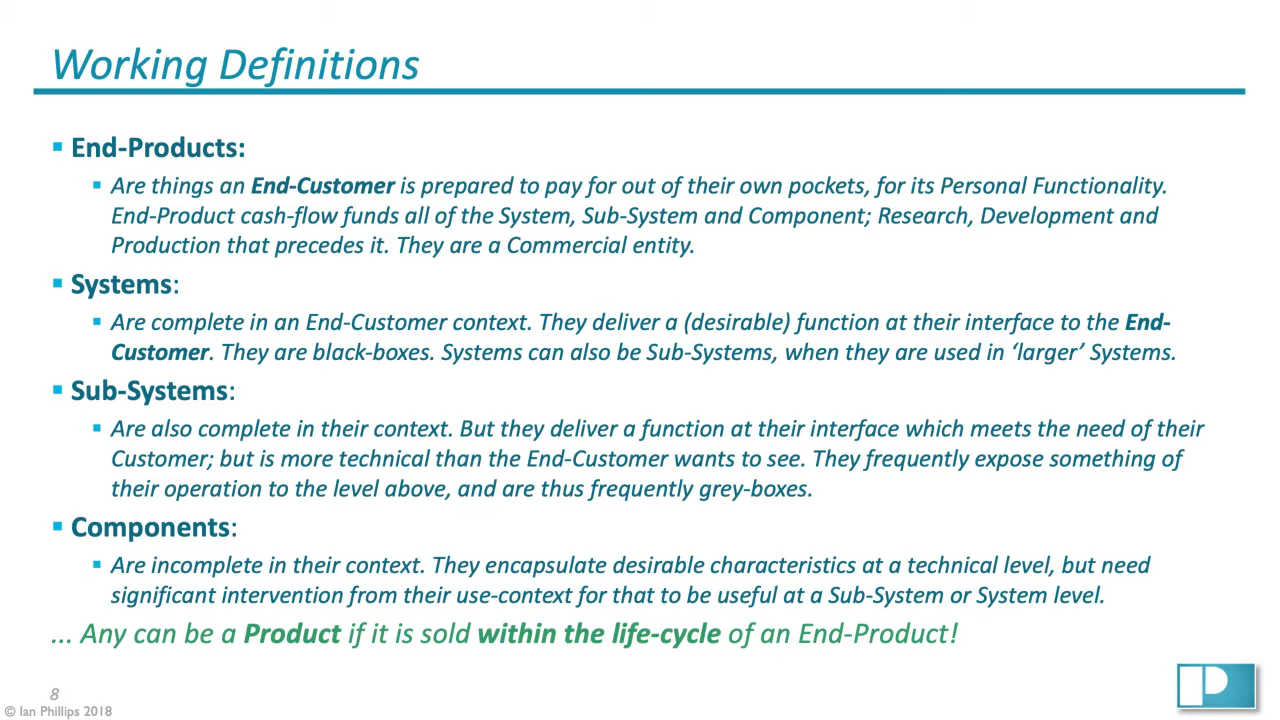 Working Definitions
▪ End-Products:
▪ Are things an End-Customer is prepared to pay for out of their own pockets, for its Personal Functionality.
End-Product cash-flow funds all of the System, Sub-System and Component; Research, Development and
Production that precedes it. They are a Commercial entity.
▪ Systems:
▪ Are complete in an End-Customer context. They deliver a (desirable) function at their interface to the End-
Customer. They are black-boxes. Systems can also be Sub-Systems, when they are used in ‘larger’ Systems.
▪ Sub-Systems:
▪ Are also complete in their context. But they deliver a function at their interface which meets the need of their
Customer; but is more technical than the End-Customer wants to see. They frequently expose something of
their operation to the level above, and are thus frequently grey-boxes.
▪ Components:
▪ Are incomplete in their context. They encapsulate desirable characteristics at a technical level, but need
significant intervention from their use-context for that to be useful at a Sub-System or System level.
... Any can be a Product if it is sold within the life-cycle of an End-Product!
8
© Ian Phillips 2018